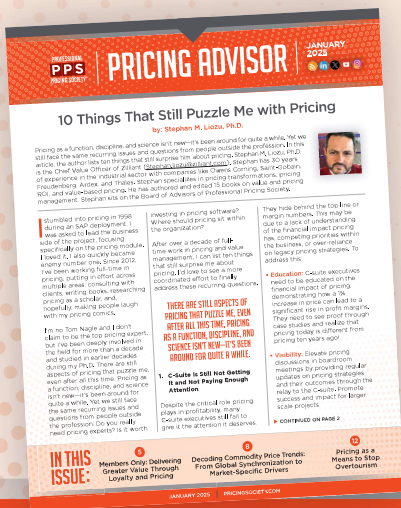 PROFESSIONAL
PPS
PRICING SOCIETY
PRICING ADVISOR
JANUARY
2025
10 Things That Still Puzzle Me with Pricing
by: Stephan M. Liozu, Ph.D.
Pricing as a function, discipline, and science isn't new—it's been around for quite a while. Yet we
still face the same recurring issues and questions from people outside the profession. In this
article, the author lists ten things that still surprise him about pricing. Stephan M. Liozu, Ph.D.
is the Chief Value Officer of Zilliant (Stephan.liozu@zilliant.com). Stephan has 30 years
of experience in the industrial sector with companies like Owens Corning, Saint-Gobain,
Freudenberg, Ardex, and Thales. Stephan specializes in pricing transformations, pricing
ROI, and value-based pricing. He has authored and edited 15 books on value and pricing
management. Stephan sits on the Board of Advisors of Professional Pricing Society.
I stumbled into pricing in 1998
during an SAP deployment. I
was asked to lead the business
side of the project, focusing
specifically on the pricing module.
I loved it. I also quickly became
enemy number one. Since 2012,
I've been working full-time in
pricing, putting in effort across
multiple areas: consulting with
clients, writing books, researching
pricing as a scholar, and,
hopefully, making people laugh
with my pricing comics.
I'm no Tom Nagle and I don't
claim to be the top pricing expert,
but I've been deeply involved in
the field for more than a decade
and studied in earlier decades
during my Ph.D. There are still
aspects of pricing that puzzle me,
even after all this time. Pricing as
a function, discipline, and science
isn't new—it's been around for
quite a while. Yet we still face
the same recurring issues and
questions from people outside
the profession. Do you really
need pricing experts? Is it worth
investing in pricing software?
Where should pricing sit within
the organization?
After over a decade of full-
time work in pricing and value
management, I can list ten things
that still surprise me about
pricing. I'd love to see a more
coordinated effort to finally
address these recurring questions.
THERE ARE STILL ASPECTS OF
PRICING THAT PUZZLE ME, EVEN
AFTER ALL THIS TIME. PRICING
AS A FUNCTION, DISCIPLINE, AND
SCIENCE ISN'T NEW—IT'S BEEN
AROUND FOR QUITE A WHILE.
1. C-Suite Is Still Not Getting
It and Not Paying Enough
Attention
Despite the critical role pricing
plays in profitability, many
C-suite executives still fail to
give it the attention it deserves.
They hide behind the top line or
margin numbers. This may be
due to a lack of understanding
of the financial impact pricing
has, competing priorities within
the business, or over-reliance
on legacy pricing strategies. To
address this:
• Education: C-suite executives
need to be educated on the
financial impact of pricing,
demonstrating how a 1%
increase in price can lead to a
significant rise in profit margins.
They need to see proof through
case studies and realize that
pricing today is different from
pricing ten years ago!
• Visibility: Elevate pricing
discussions in boardroom
meetings by providing regular
updates on pricing strategies
and their outcomes through the
relay to the C-suite. Promote
success and impact for larger
scale projects.
CONTINUED ON PAGE 2
IN THIS
ISSUE:
5
Members Only: Delivering
Greater Value Through
Loyalty and Pricing
8
Decoding Commodity Price Trends:
From Global Synchronization to
Market-Specific Drivers
12
Pricing as a
Means to Stop
Overtourism
JANUARY 2025 | PRICINGSOCIETY.COM